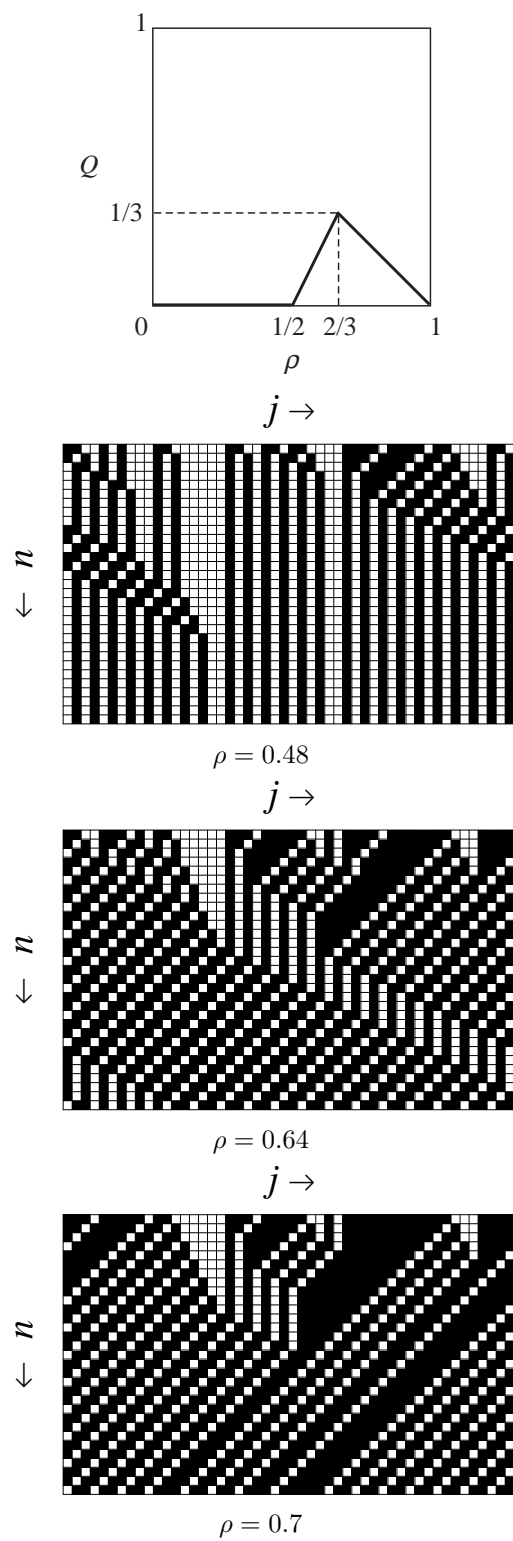 1
Q
1/3
0 1/2 2/3 1
ρ
j →
← n
ρ = 0.48
j →
← n
ρ = 0.64
j →
← n
ρ = 0.7